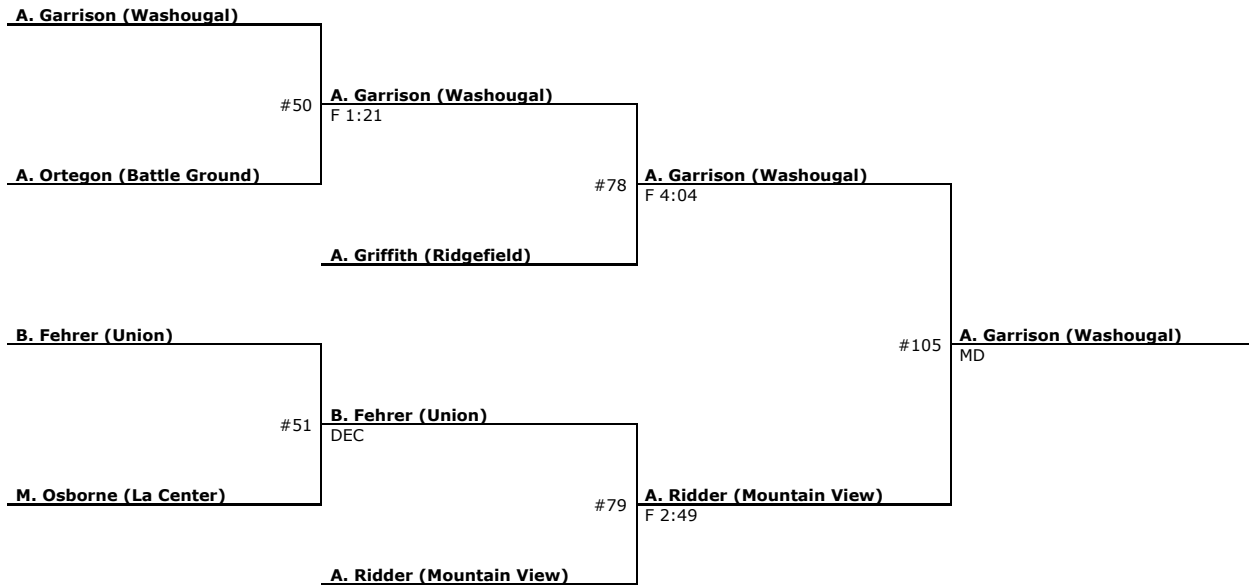 A. Garrison (Washougal)
#50
A. Garrison (Washougal)
F 1:21
A. Ortegon (Battle Ground)
#78
A. Garrison (Washougal)
F 4:04
A. Griffith (Ridgefield)
B. Fehrer (Union)
#105
A. Garrison (Washougal)
MD
#51
B. Fehrer (Union)
DEC
M. Osborne (La Center)
#79
A. Ridder (Mountain View)
F 2:49
A. Ridder (Mountain View)